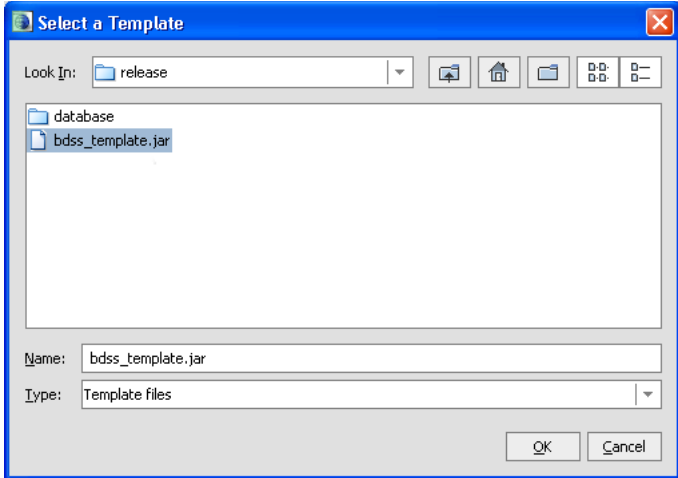 Select a Template
Look In: release
database
bdss_template.jar
Name: bdss_template.jar
Type: Template files
OK Cancel